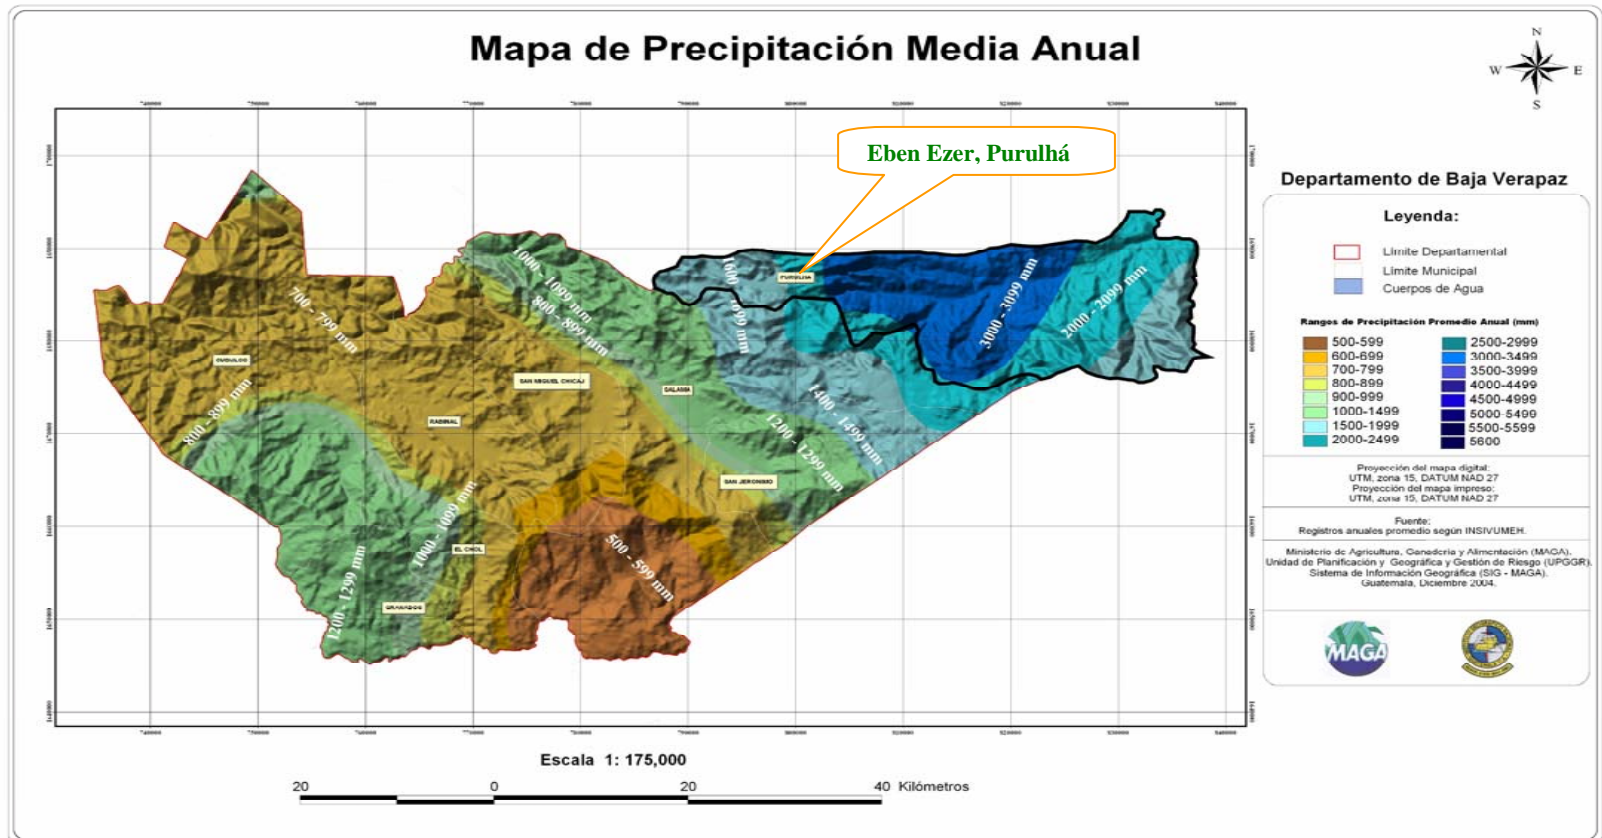 Mapa de Precipitación Media Anual
N
W
E
S
Eben Ezer, Purulhá
PURULHA
1000 - 1099 mm
800 - 899 mm
700 - 799 mm
3000 - 3099 mm
2000 - 2099 mm
CUBULCO
SAN MIGUEL CHICAJ
SALAMA
RABINAL
800 - 899 mm
1400 - 1499 mm
1200 - 1299 mm
SAN JERONIMO
1000 - 1099 mm
EL CHOL
500 - 599 mm
1200 - 1299 mm
GRANADOS
Departamento de Baja Verapaz
Leyenda:
Límite Departamental
Límite Municipal
Cuerpos de Agua
Rangos de Precipitación Promedio Anual (mm)
500-599
600-699
700-799
800-899
900-999
1000-1499
1500-1999
2000-2499
2500-2999
3000-3499
3500-3999
4000-4499
4500-4999
5000-5499
5500-5599
5600
Proyección del mapa digital:
UTM, zona 15, DATUM NAD 27
Proyección del mapa impreso:
UTM, zona 15, DATUM NAD 27
Fuente:
Registros anuales promedio según INSIVUMEH.
Ministerio de Agricultura, Ganadería y Alimentación (MAGA).
Unidad de Planificación y Geográfica y Gestión de Riesgo (UPGGR).
Sistema de Información Geográfica (SIG - MAGA).
Guatemala, Diciembre 2004.
MAGA
Escala 1: 175,000
20 0 20 40 Kilómetros